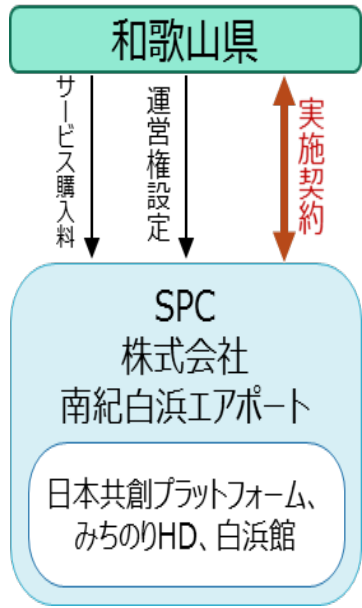 和歌山県
サービス購入料
運営権設定
実施契約
SPC
株式会社
南紀白浜エアポート
日本共創プラットフォーム、
みちのりHD、白浜館